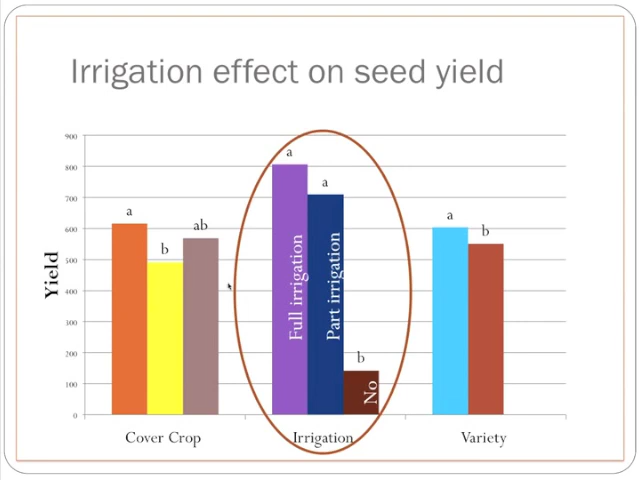 Irrigation effect on seed yield
Yield
900
800
700
600
500
400
300
200
100
0
a
b
ab
a
a
b
a
b
Full irrigation
Part irrigation
No
Cover Crop
Irrigation
Variety